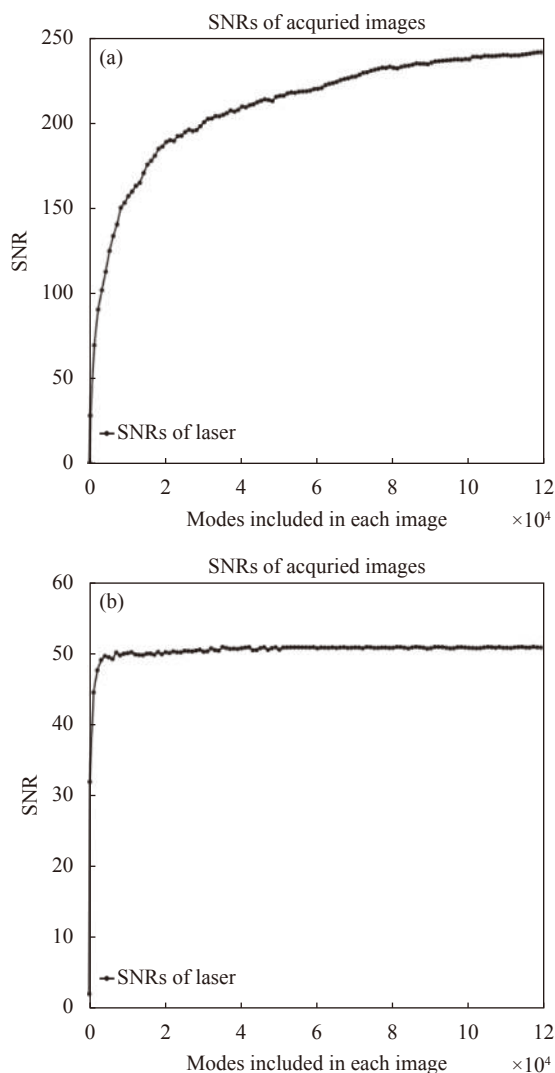 SNRs of acquried images
(a)
250
200
150
100
50
0
SNR
SNRs of laser
0 2 4 6 8 10 12
Modes included in each image ×10⁴
SNRs of acquried images
(b)
60
50
40
30
20
10
0
SNR
SNRs of laser
0 2 4 6 8 10 12
Modes included in each image ×10⁴